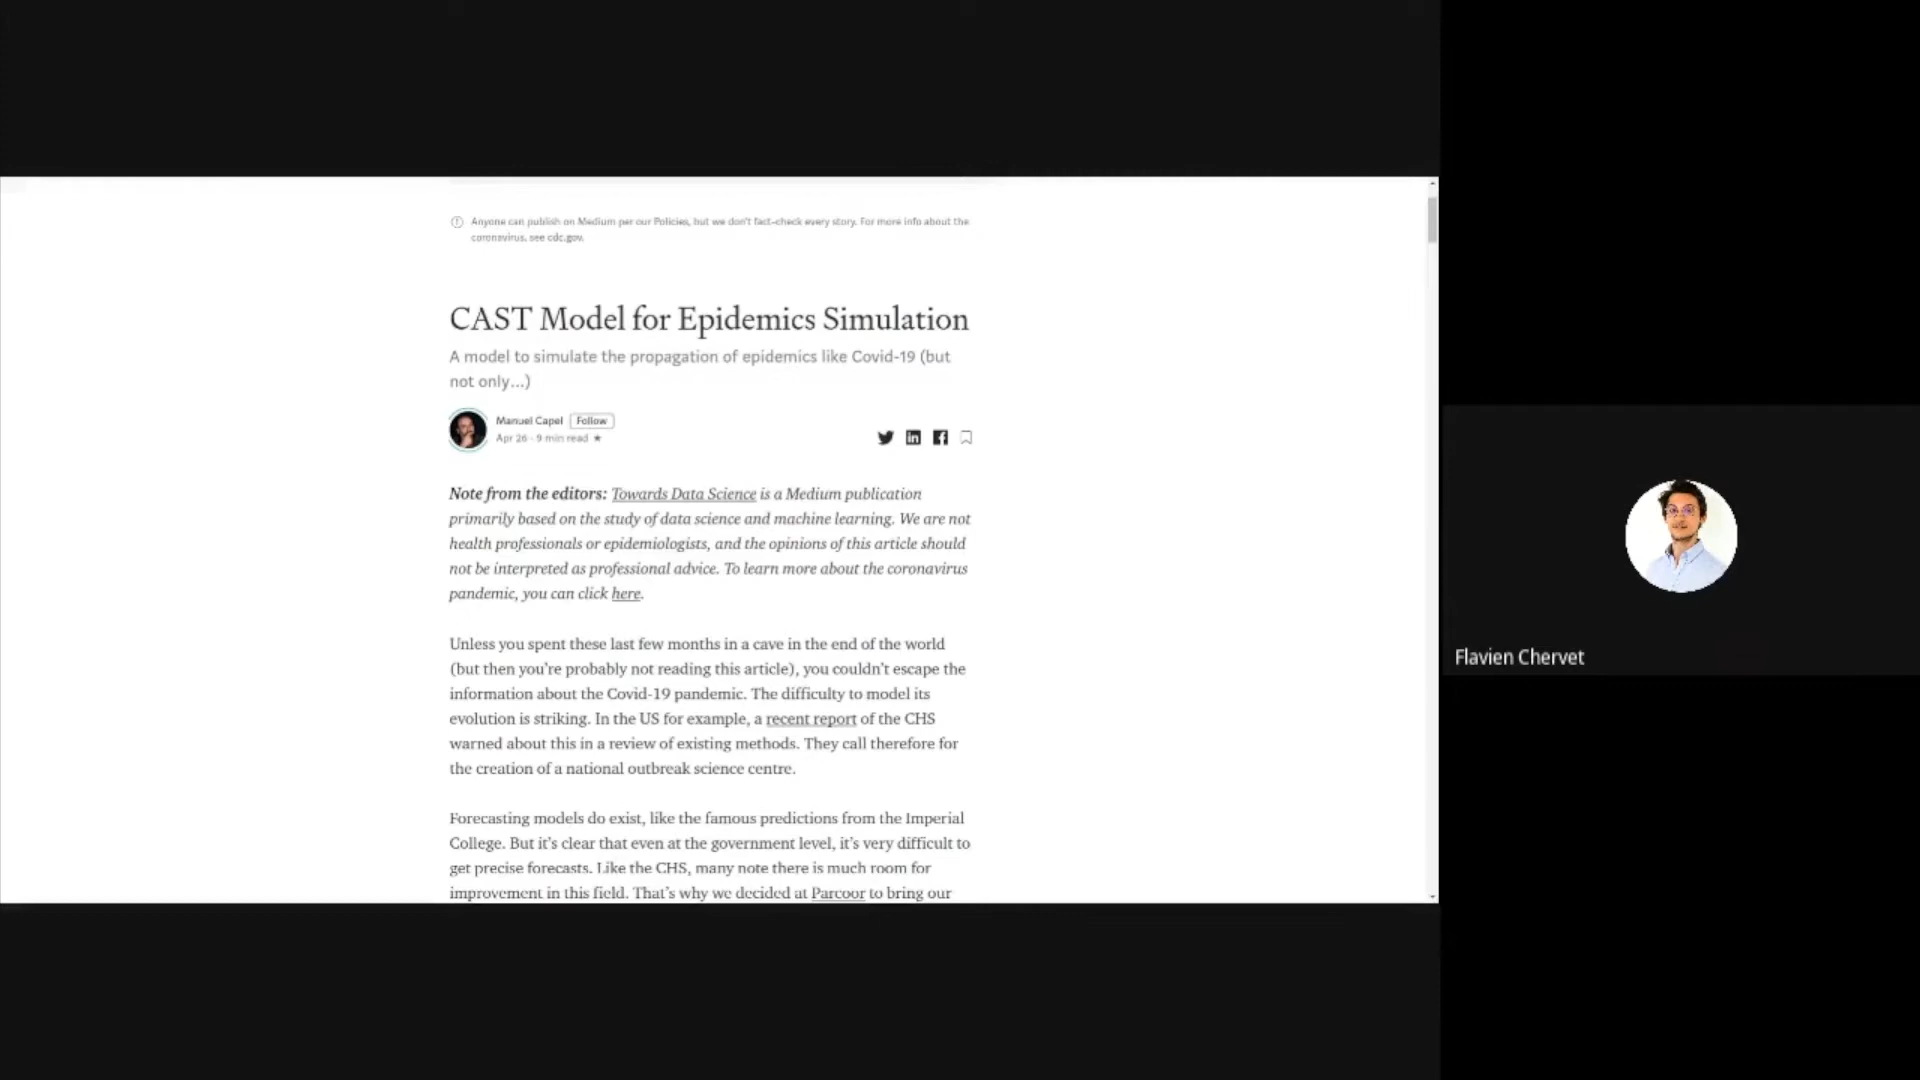 Anyone can publish on Medium per our Policies, but we don't fact-check every story. For more info about the
coronavirus, see cdc.gov.
CAST Model for Epidemics Simulation
A model to simulate the propagation of epidemics like Covid-19 (but
not only...)
Manuel Capel Follow
Apr 26 · 9 min read ★
Note from the editors: Towards Data Science is a Medium publication
primarily based on the study of data science and machine learning. We are not
health professionals or epidemiologists, and the opinions of this article should
not be interpreted as professional advice. To learn more about the coronavirus
pandemic, you can click here.
Unless you spent these last few months in a cave in the end of the world
(but then you're probably not reading this article), you couldn't escape the
information about the Covid-19 pandemic. The difficulty to model its
evolution is striking. In the US for example, a recent report of the CHS
warned about this in a review of existing methods. They call therefore for
the creation of a national outbreak science centre.
Forecasting models do exist, like the famous predictions from the Imperial
College. But it's clear that even at the government level, it's very difficult to
get precise forecasts. Like the CHS, many note there is much room for
improvement in this field. That's why we decided at Parcoor to bring our
Flavien Chervet